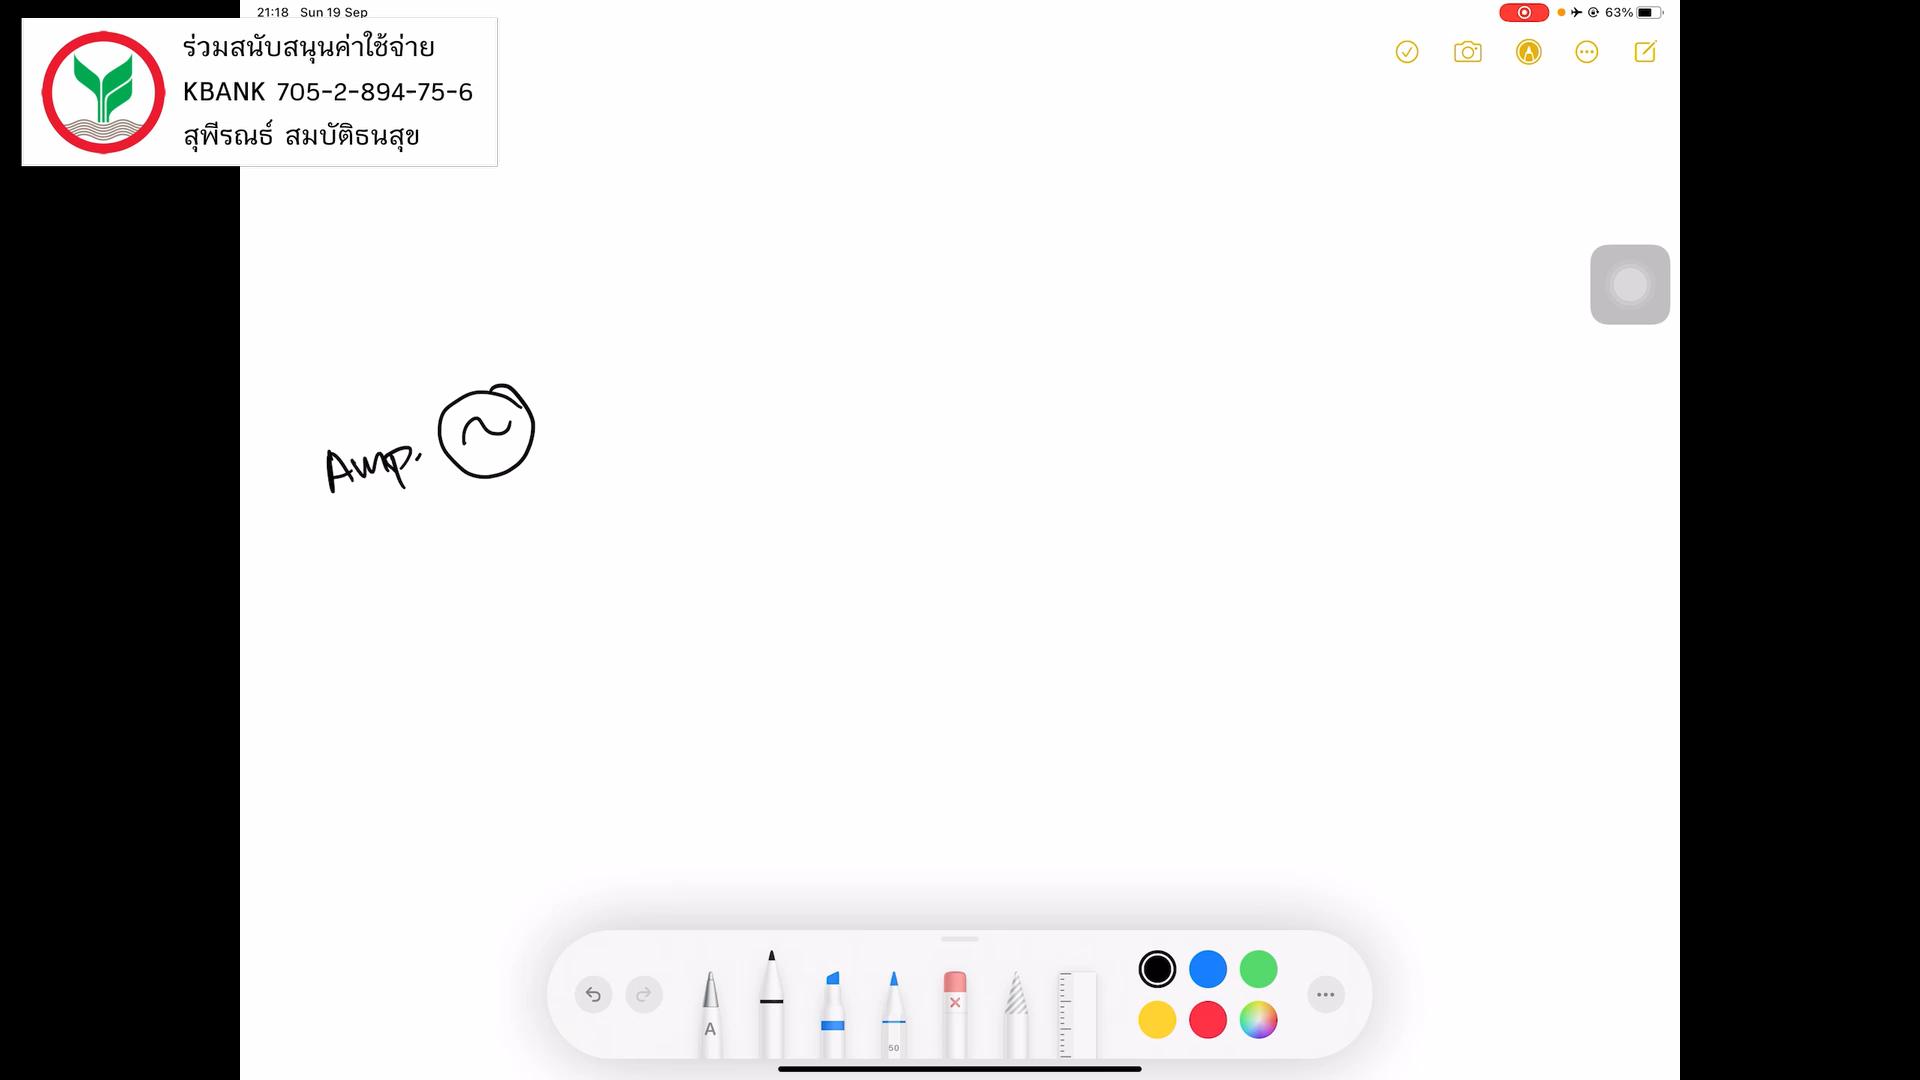 21:18 Sun 19 Sep
63%
ร่วมสนับสนุนค่าใช้จ่าย
KBANK 705-2-894-75-6
สุพีรณธ์ สมบัติธนสุข
Amp.
A
50